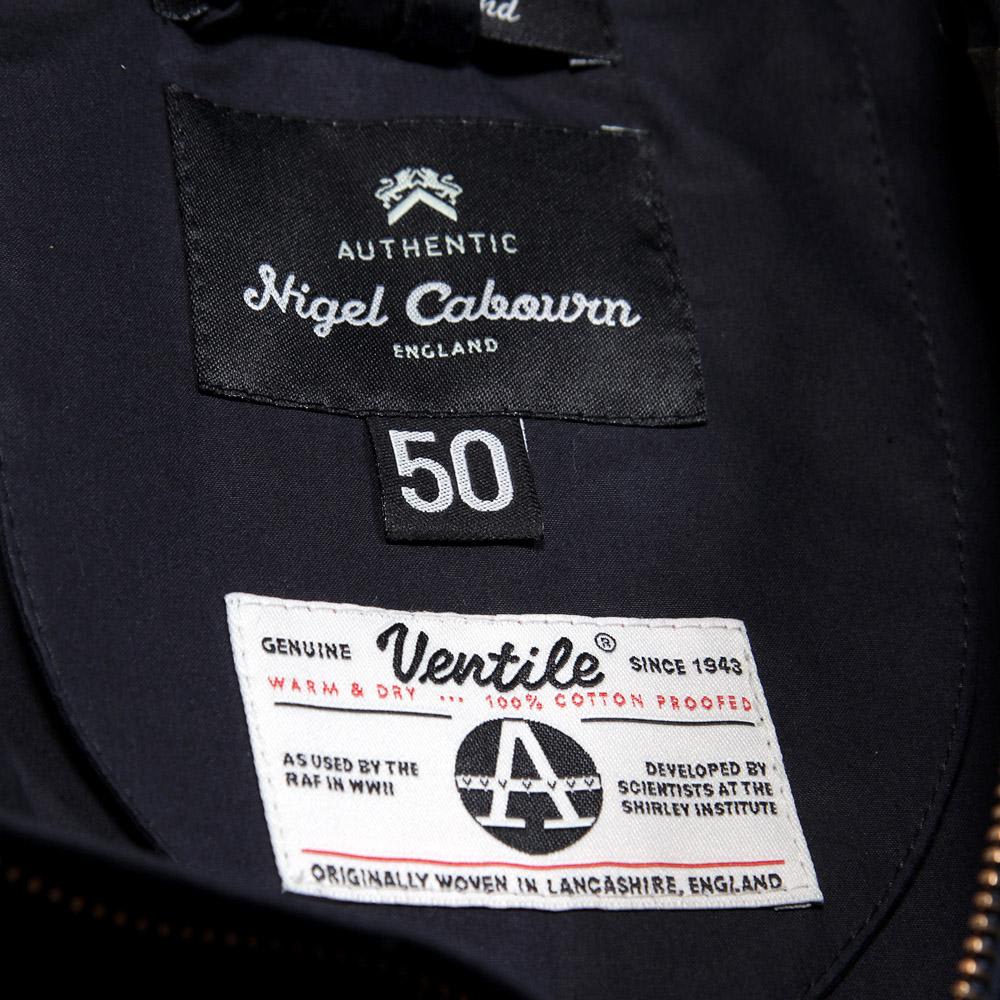 AUTHENTIC
Nigel Cabourn
ENGLAND
50
GENUINE Ventile® SINCE 1943
WARM & DRY ... 100% COTTON PROOFED
AS USED BY THE
RAF IN WWII
A
DEVELOPED BY
SCIENTISTS AT THE
SHIRLEY INSTITUTE
ORIGINALLY WOVEN IN LANCASHIRE, ENGLAND